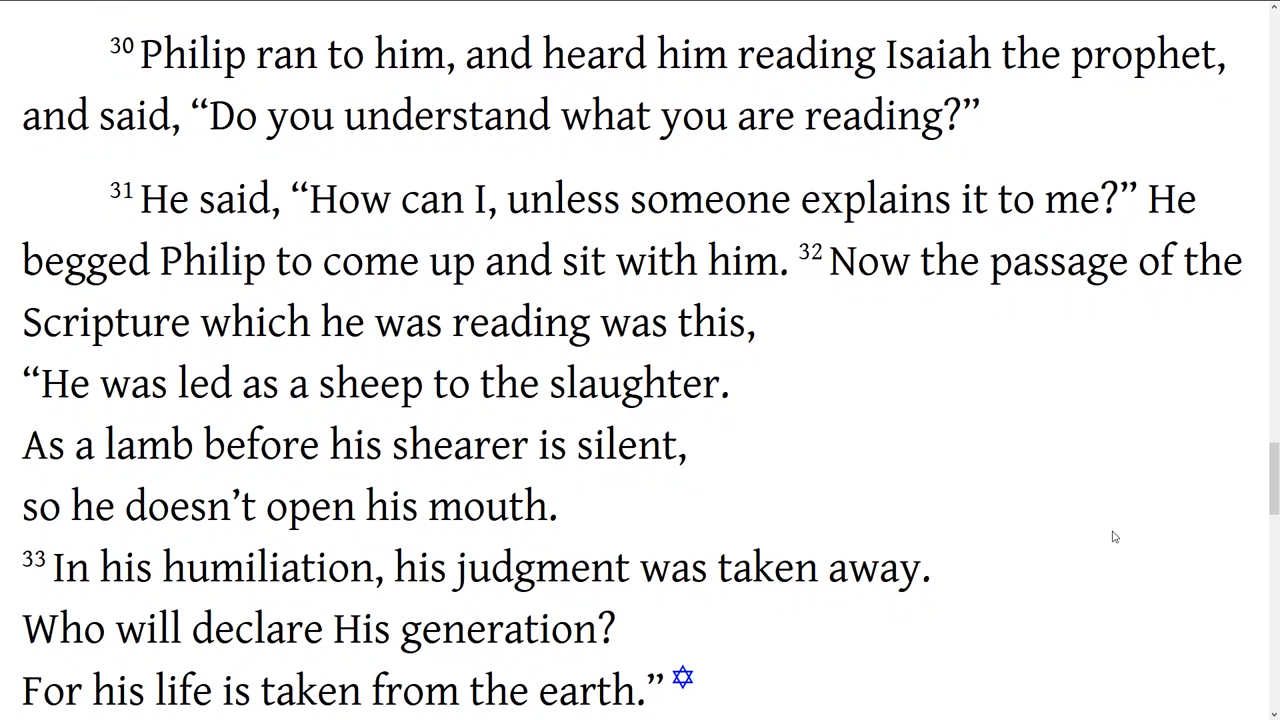 30 Philip ran to him, and heard him reading Isaiah the prophet,
and said, “Do you understand what you are reading?”
31 He said, “How can I, unless someone explains it to me?” He
begged Philip to come up and sit with him. 32 Now the passage of the
Scripture which he was reading was this,
“He was led as a sheep to the slaughter.
As a lamb before his shearer is silent,
so he doesn’t open his mouth.
33 In his humiliation, his judgment was taken away.
Who will declare His generation?
For his life is taken from the earth.” ✡